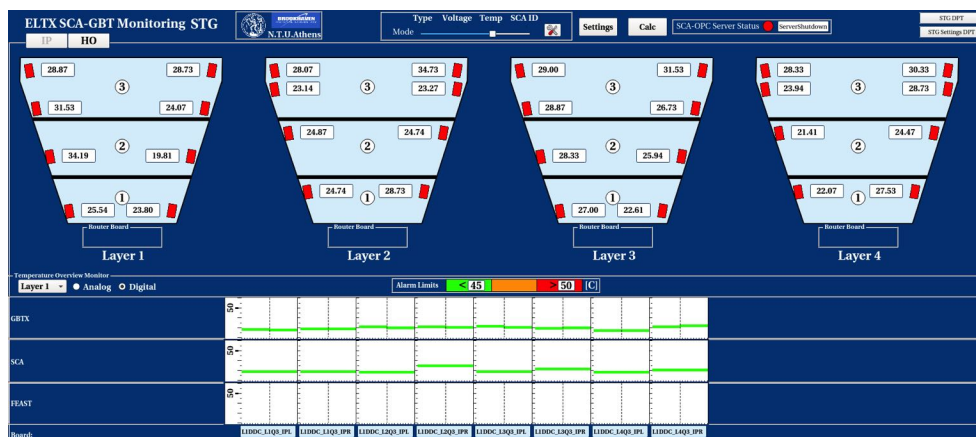 ELTX SCA-GBT Monitoring STG
BROOKHAVEN
N.T.U.Athens
Type Voltage Temp SCA ID
Mode
Settings
Calc
SCA-OPC Server Status
ServerShutdown
STG DPT
STG Settings DPT
IP
HO
28.87 28.73
3
31.53 24.07
2
34.19 19.81
1
25.54 23.80
Router Board
Layer 1
28.07 34.73
3
23.14 23.27
24.87 24.74
2
24.74 28.73
1
Router Board
Layer 2
29.00 31.53
3
28.87 26.73
2
28.33 25.94
1
27.00 22.61
Router Board
Layer 3
28.33 30.33
3
23.94 28.73
21.41 24.47
2
22.07 27.53
1
Router Board
Layer 4
Temperature Overview Monitor
Layer 1
Analog
Digital
Alarm Limits < 45 > 50 [C]
GBTX
50
SCA
50
FEAST
50
Board:
L1DDC_L1Q3_IPL L1DDC_L1Q3_IPR L1DDC_L2Q3_IPL L1DDC_L2Q3_IPR L1DDC_L3Q3_IPL L1DDC_L3Q3_IPR L1DDC_L4Q3_IPL L1DDC_L4Q3_IPR